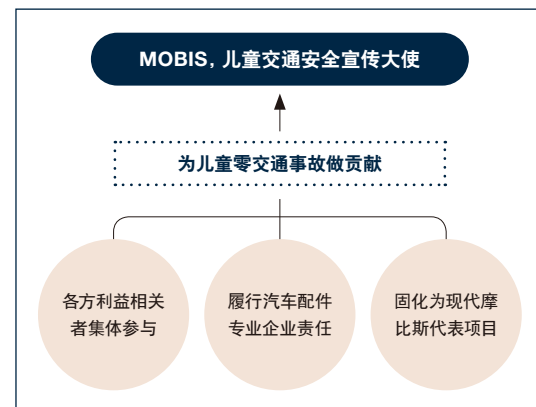 MOBIS, 儿童交通安全宣传大使
为儿童零交通事故做贡献
各方利益相关
者集体参与
履行汽车配件
专业企业责任
固化为现代摩
比斯代表项目